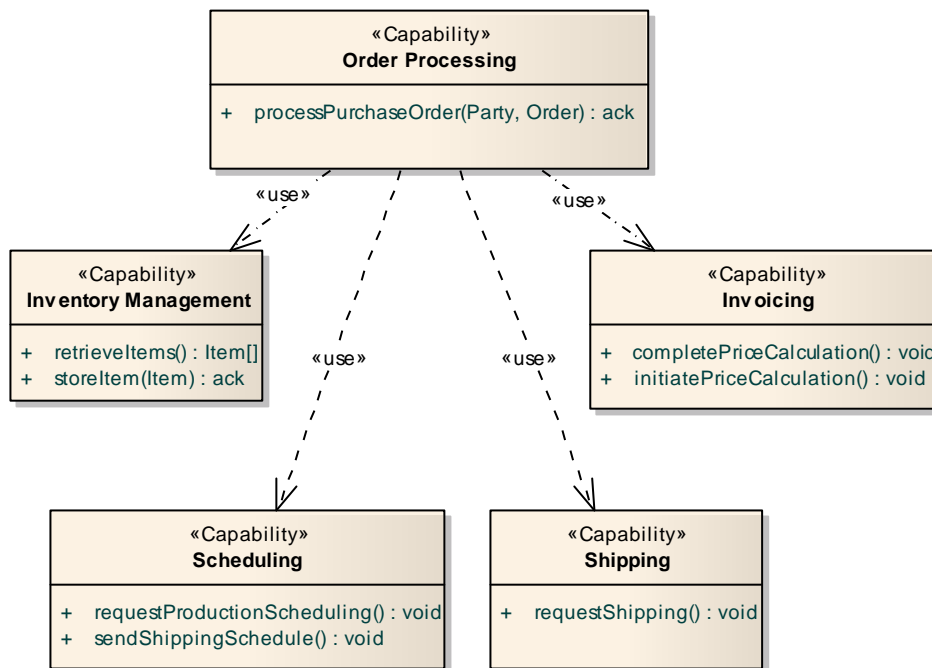 «Capability»
Order Processing
+ processPurchaseOrder(Party, Order) : ack
«use»
«use»
«Capability»
Inventory Management
+ retrieveItems() : Item[]
+ storeItem(Item) : ack
«Capability»
Invoicing
+ completePriceCalculation() : void
+ initiatePriceCalculation() : void
«use»
«use»
«Capability»
Scheduling
+ requestProductionScheduling() : void
+ sendShippingSchedule() : void
«Capability»
Shipping
+ requestShipping() : void